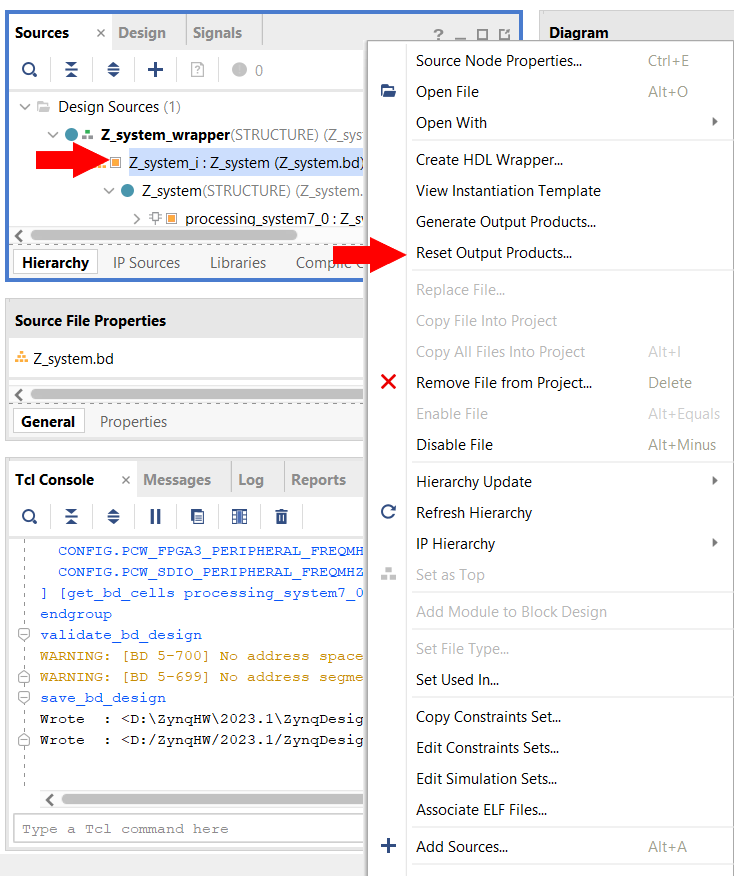 Sources × Design Signals ? _
0
Design Sources (1)
Z_system_wrapper(STRUCTURE) (Z_sys
Z_system_i : Z_system (Z_system.bd)
Z_system(STRUCTURE) (Z_system.
processing_system7_0 : Z_sy
Hierarchy IP Sources Libraries Compile
Source File Properties
Z_system.bd
General Properties
Tcl Console × Messages Log Reports
CONFIG.PCW_FPGA3_PERIPHERAL_FREQMH
CONFIG.PCW_SDIO_PERIPHERAL_FREQMHZ
] [get_bd_cells processing_system7_0
endgroup
validate_bd_design
WARNING: [BD 5-700] No address space
WARNING: [BD 5-699] No address segme
save_bd_design
Wrote : <D:\ZynqHW\2023.1\ZynqDesig
Wrote : <D:/ZynqHW/2023.1/ZynqDesig
Type a Tcl command here
Diagram
Source Node Properties... Ctrl+E
Open File Alt+O
Open With
Create HDL Wrapper...
View Instantiation Template
Generate Output Products...
Reset Output Products...
Replace File...
Copy File Into Project
Copy All Files Into Project Alt+I
Remove File from Project... Delete
Enable File Alt+Equals
Disable File Alt+Minus
Hierarchy Update
Refresh Hierarchy
IP Hierarchy
Set as Top
Add Module to Block Design
Set File Type...
Set Used In...
Copy Constraints Set...
Edit Constraints Sets...
Edit Simulation Sets...
Associate ELF Files...
Add Sources... Alt+A